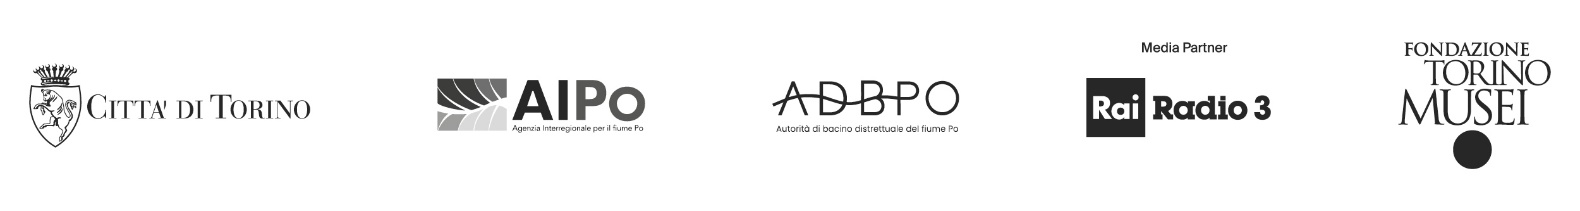 CITTA' DI TORINO
AIPo
Agenzia Interregionale per il fiume Po
ADBPO
Autorità di bacino distrettuale del fiume Po
Media Partner
Rai Radio 3
FONDAZIONE
TORINO
MUSEI